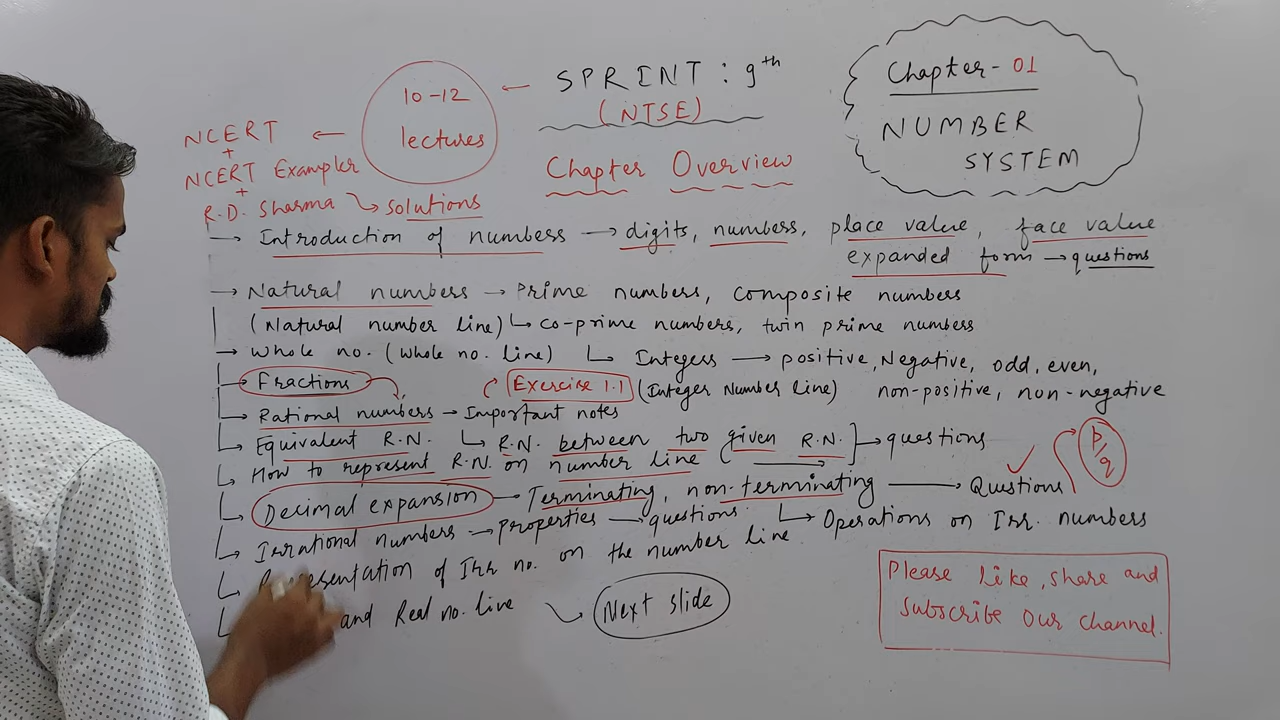 SPRINT : 9th
(NTSE)
Chapter Overview
10-12
lectures
NCERT
+
NCERT Exampler
+
R.D. Sharma → solutions
Chapter- 01
NUMBER
SYSTEM
→ Introduction of numbers → digits, numbers, place value, face value
expanded form → questions
→ Natural numbers → Prime numbers, composite numbers
(Natural number line) → co-prime numbers, twin prime numbers
→ Whole no. (Whole no. line) → Integers → positive, Negative, odd, even,
→ Fractions Exercise 1.1 (Integer Number line) non-positive, non-negative
→ Rational numbers → Important notes
→ Equivalent R.N. → R.N. between two given R.N. → questions
→ How to represent R.N. on number line
p/q
→ Decimal expansion → Terminating, non-terminating → Questions
→ Irrational numbers → properties → questions. → Operations on Irr. numbers
→ of Irr no. on the number line.
→ and Real no. line → Next slide
Please like, share and
subscribe our channel.